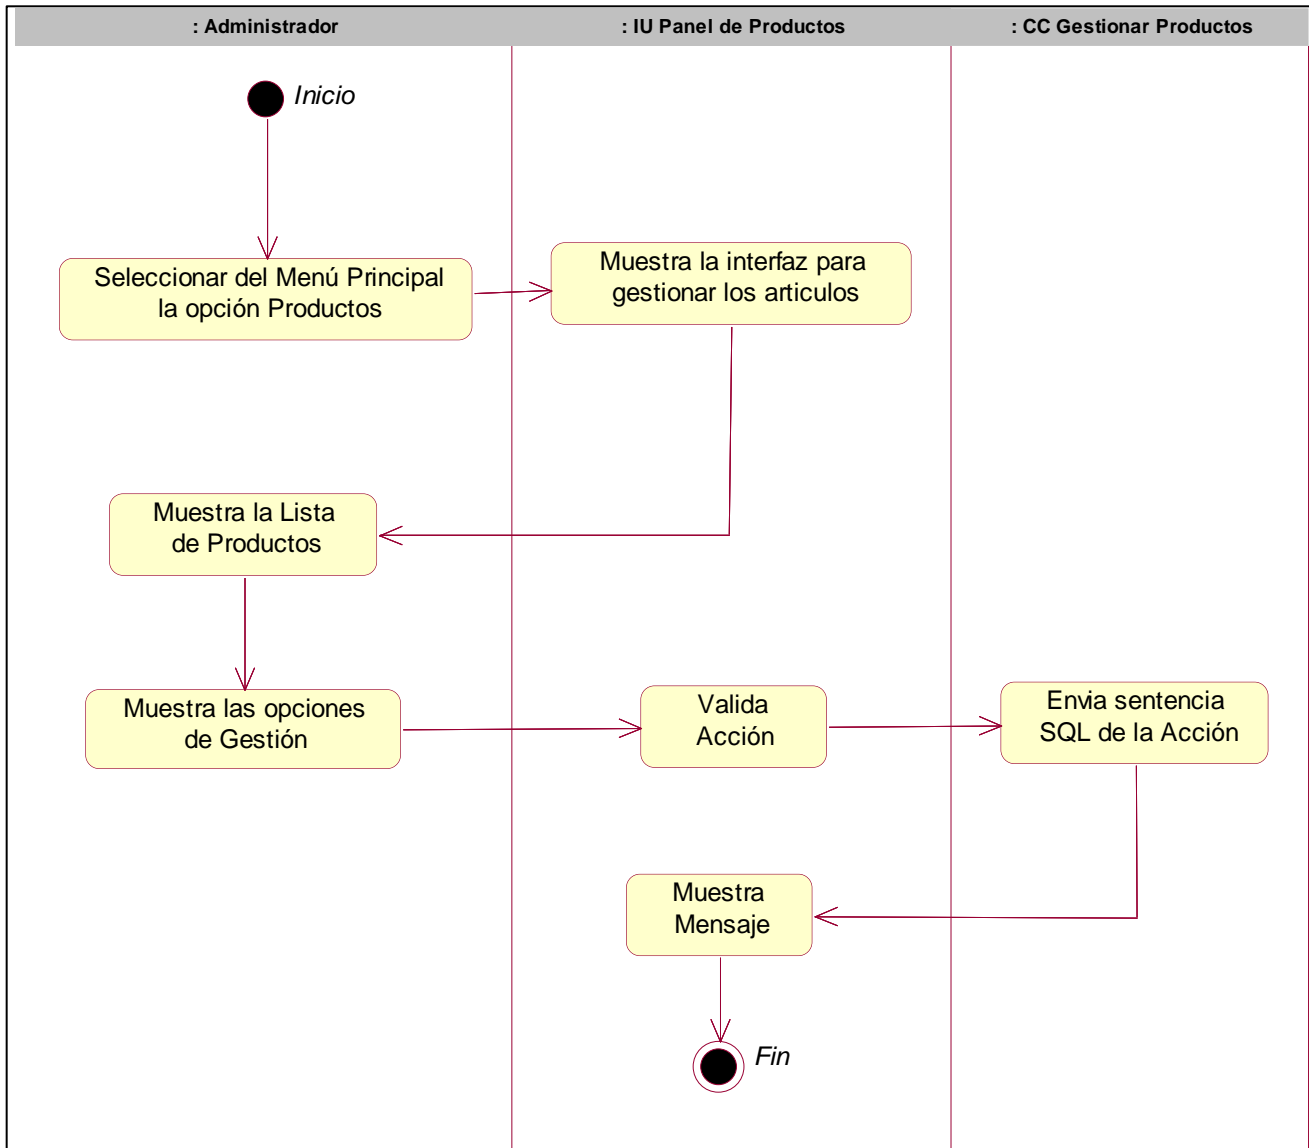 : Administrador
: IU Panel de Productos
: CC Gestionar Productos
Inicio
Seleccionar del Menú Principal
la opción Productos
Muestra la interfaz para
gestionar los articulos
Muestra la Lista
de Productos
Muestra las opciones
de Gestión
Valida
Acción
Envia sentencia
SQL de la Acción
Muestra
Mensaje
Fin